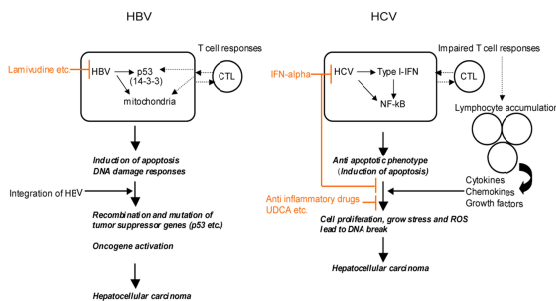 HBV
T cell responses
Lamivudine etc.
HBV
p53
(14-3-3)
mitochondria
CTL
Induction of apoptosis
DNA damage responses
Integration of HEV
Recombination and mutation of
tumor suppressor genes (p53 etc)
Oncogene activation
Hepatocellular carcinoma
HCV
Impaired T cell responses
IFN-alpha
HCV
Type I-IFN
NF-kB
CTL
Lymphocyte accumulation
Anti apptotic phenotype
(Induction of apoptosis)
Cytokines
Chemokines
Growth factors
Anti inflammatory drugs
UDCA etc.
Cell proliferation, grow stress and ROS
lead to DNA break
Hepatocellular carcinoma